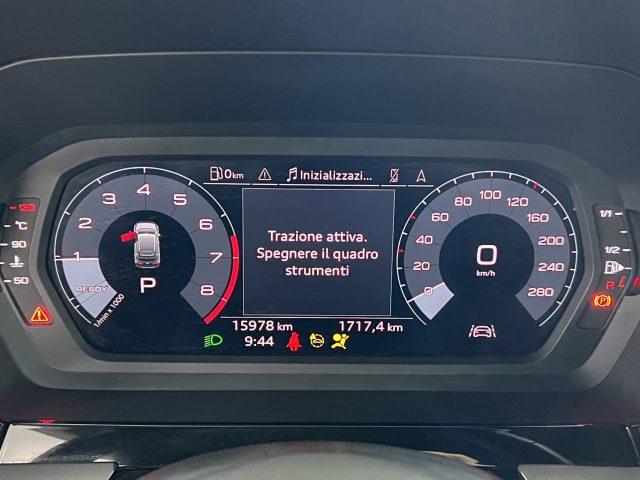 0km
Inizializzazi...
Trazione attiva.
Spegnere il quadro
strumenti
130
°C
90
50
1
2
3
4
5
6
7
8
READY
1/min x 1000
P
0
20
40
60
80
100
120
160
200
240
280
0
km/h
1/1
1/2
R
15978 km
1717,4 km
9:44
(P)